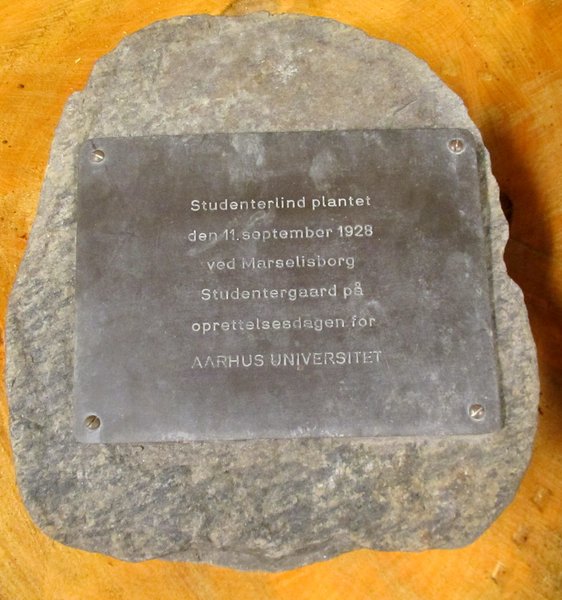 Studenterlind plantet
den 11. september 1928
ved Marselisborg
Studentergaard på
oprettelsesdagen for
AARHUS UNIVERSITET